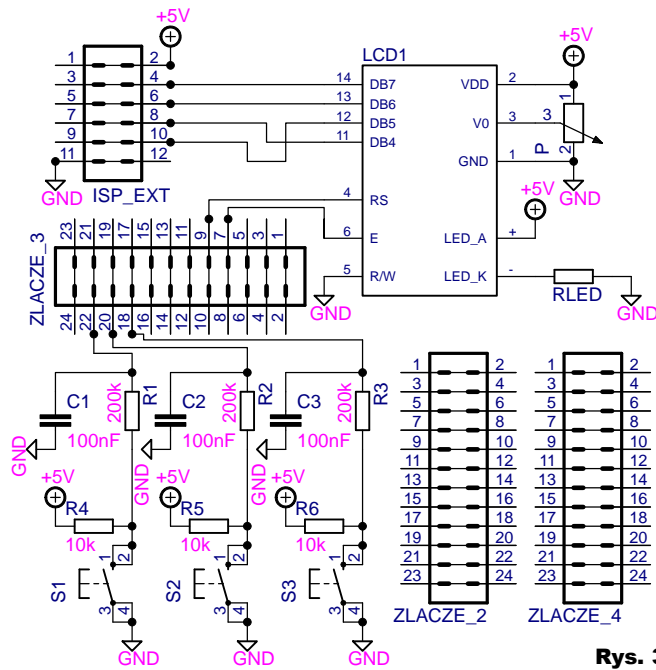 +5V
LCD1
+5V
1 2
3 4
5 6
7 8
9 10
11 12
GND
ISP_EXT
14 DB7
13 DB6
12 DB5
11 DB4
4 RS
6 E
5 R/W
GND
VDD 2
V0 3
GND 1
LED_A +
LED_K -
1
3
2
P
GND
+5V
RLED
GND
ZLACZE_3
23 21 19 17 15 13 11 9 7 5 3 1
24 22 20 18 16 14 12 10 8 6 4 2
C1
100nF
GND
R1
200k
C2
100nF
GND
R2
200k
C3
100nF
GND
R3
200k
+5V
R4
10k
+5V
R5
10k
+5V
R6
10k
S1
1 2
3 4
GND
S2
1 2
3 4
GND
S3
1 2
3 4
GND
1 2
3 4
5 6
7 8
9 10
11 12
13 14
15 16
17 18
19 20
21 22
23 24
ZLACZE_2
1 2
3 4
5 6
7 8
9 10
11 12
13 14
15 16
17 18
19 20
21 22
23 24
ZLACZE_4
Rys. 3